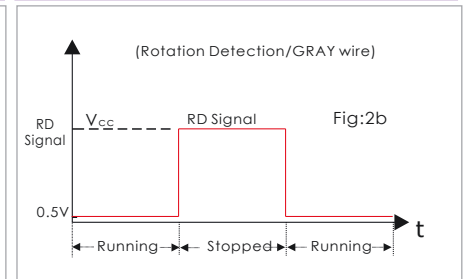 (Rotation Detection/GRAY wire)
Vcc
RD Signal
Fig:2b
RD
Signal
0.5V
t
Running
Stopped
Running